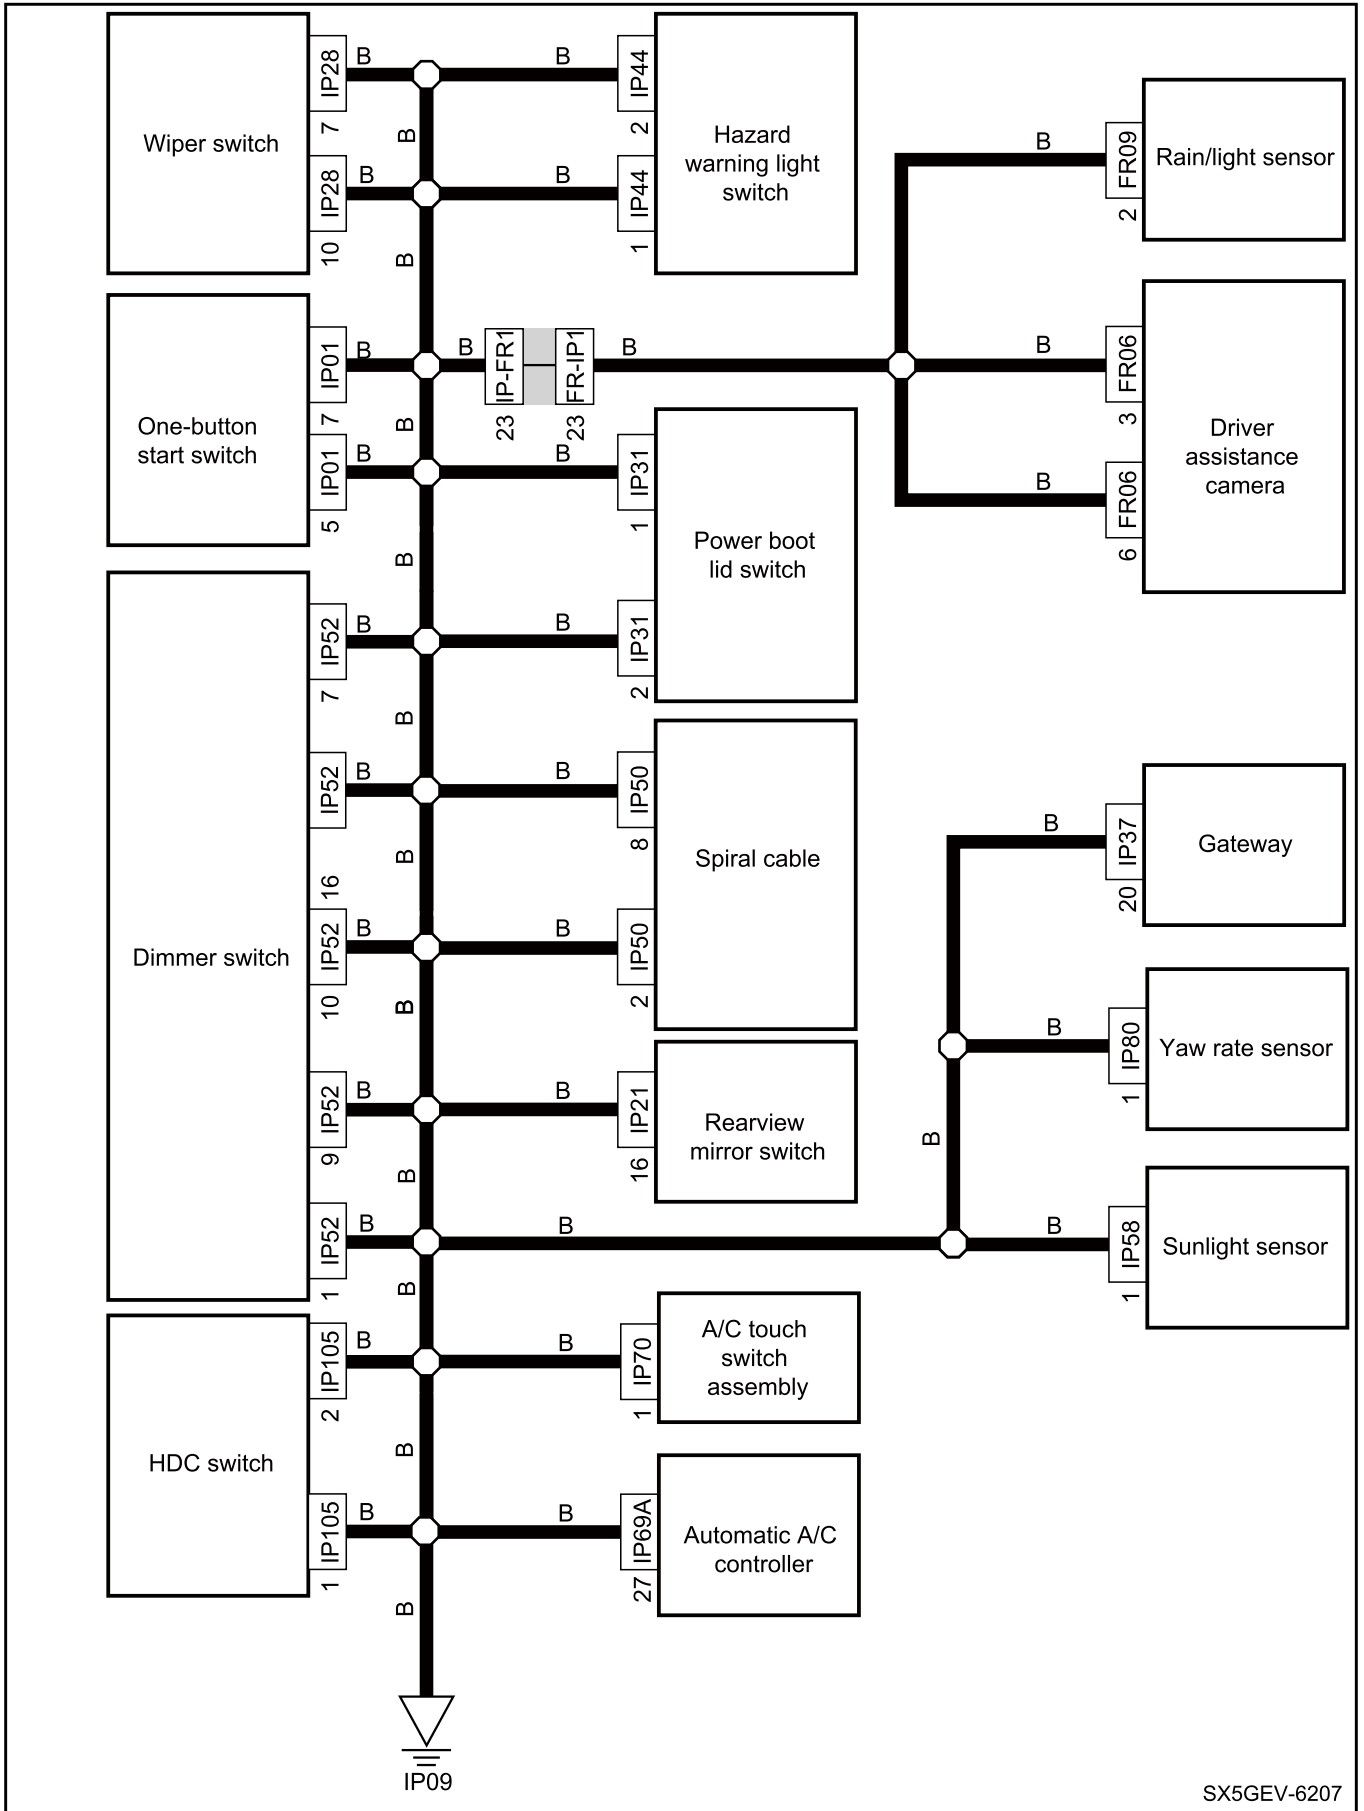 Wiper switch
IP28
7
B
B
IP44
2
Hazard
warning light
switch
B
IP28
10
B
B
IP44
1
B
FR09
2
B
Rain/light sensor
One-button
start switch
IP01
7
B
B
IP-FR1
23
FR-IP1
23
B
B
FR06
3
Driver
assistance
camera
B
FR06
6
B
IP01
5
B
B
IP31
1
Power boot
lid switch
B
Dimmer switch
IP52
7
B
B
IP31
2
B
IP52
16
B
B
IP50
8
Spiral cable
B
IP52
10
B
B
IP50
2
B
B
IP37
20
Gateway
B
IP80
1
Yaw rate sensor
B
IP52
9
B
B
IP21
16
Rearview
mirror switch
B
IP52
1
B
B
B
IP58
1
Sunlight sensor
B
HDC switch
IP105
2
B
B
IP70
1
A/C touch
switch
assembly
B
IP105
1
B
B
IP69A
27
Automatic A/C
controller
B
IP09
SX5GEV-6207